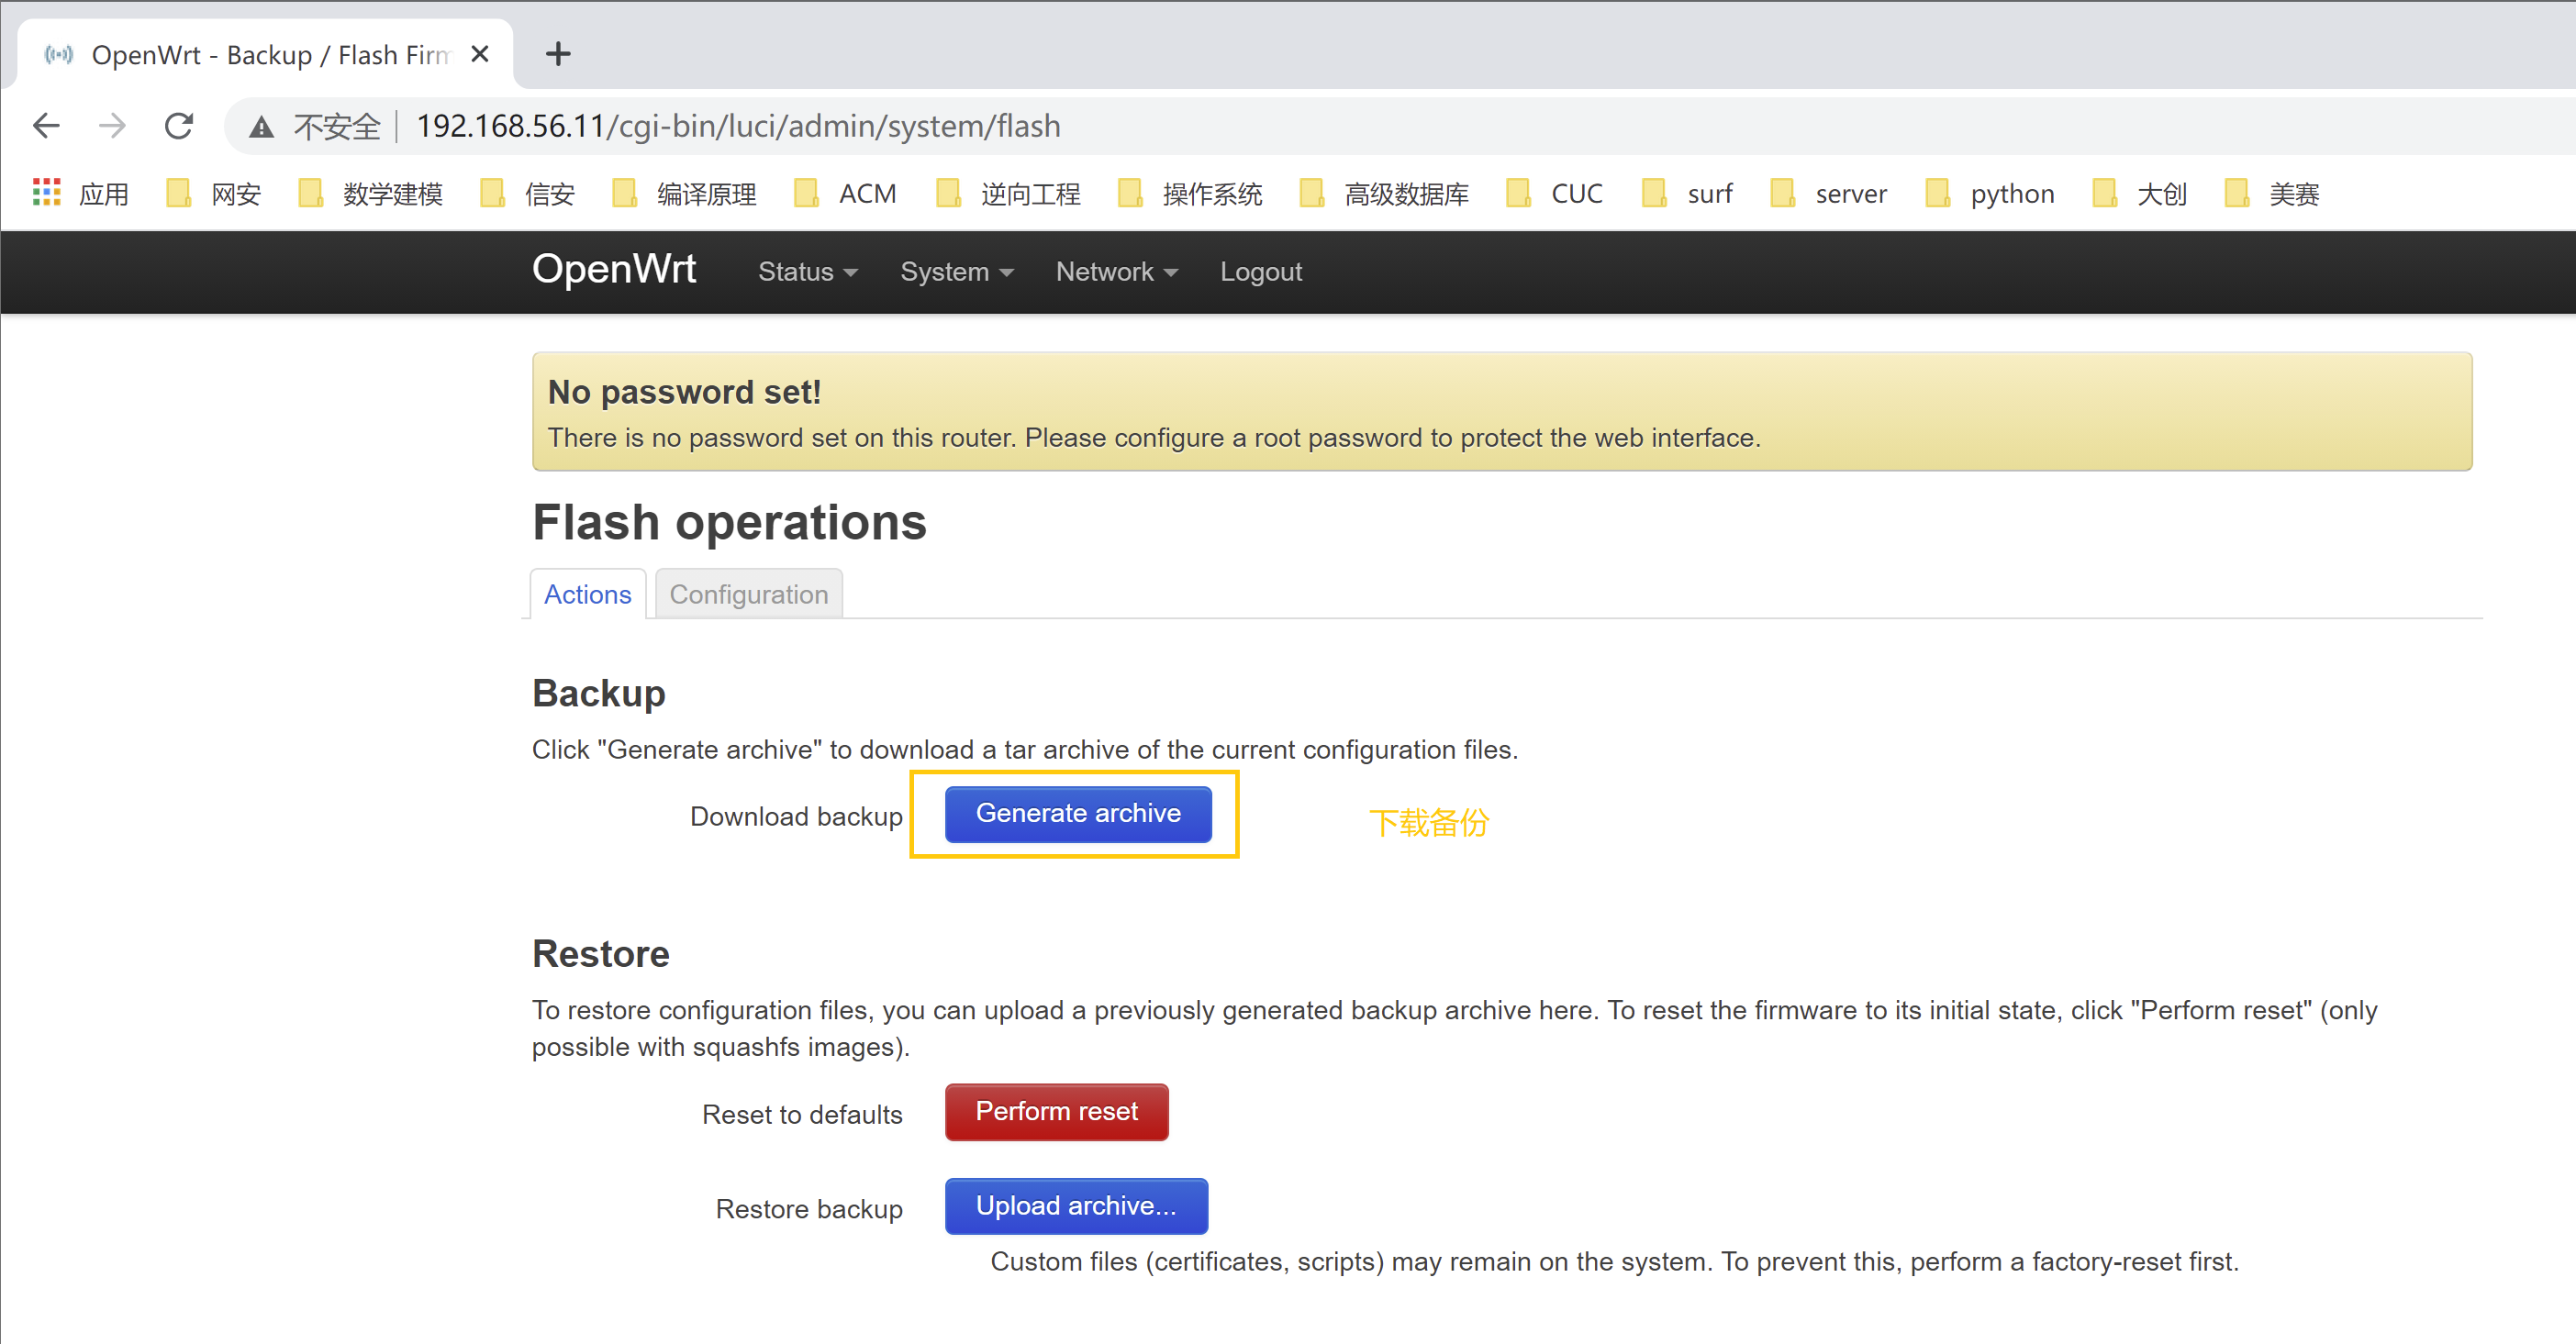 OpenWrt - Backup / Flash Firm
不安全 192.168.56.11/cgi-bin/luci/admin/system/flash
应用 网安 数学建模 信安 编译原理 ACM 逆向工程 操作系统 高级数据库 CUC surf server python 大创 美赛
OpenWrt Status System Network Logout
No password set!
There is no password set on this router. Please configure a root password to protect the web interface.
Flash operations
Actions Configuration
Backup
Click "Generate archive" to download a tar archive of the current configuration files.
Download backup Generate archive 下载备份
Restore
To restore configuration files, you can upload a previously generated backup archive here. To reset the firmware to its initial state, click "Perform reset" (only
possible with squashfs images).
Reset to defaults Perform reset
Restore backup Upload archive...
Custom files (certificates, scripts) may remain on the system. To prevent this, perform a factory-reset first.